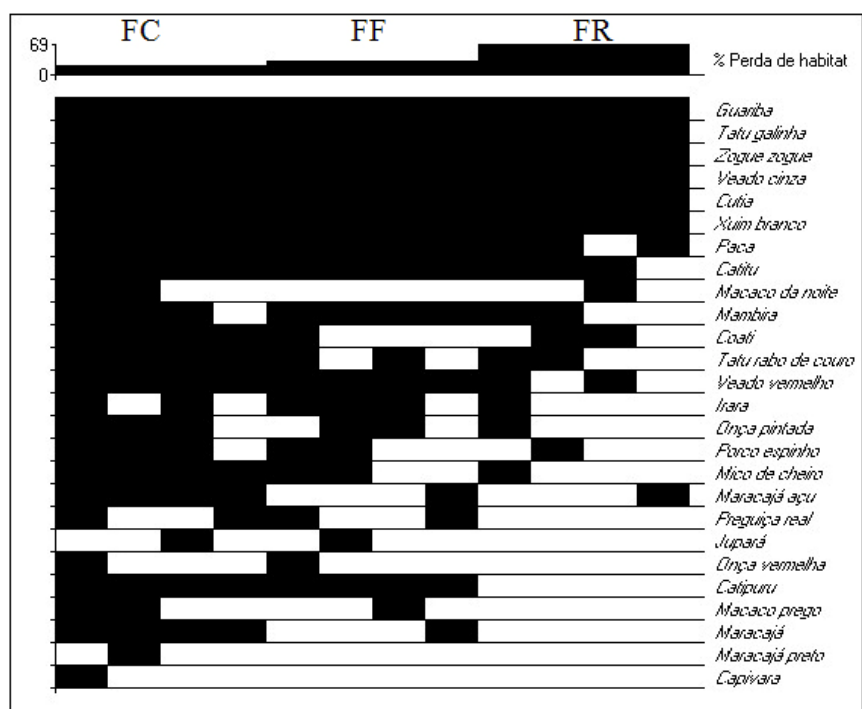 FC FF FR
69
0
% Perda de habitat
Guariba
Tatu galinha
Zogue zogue
Veado cinza
Cutia
Xuim branco
Paca
Catitu
Macaco da noite
Mambira
Coati
Tatu rabo de couro
Veado vermelho
Irara
Onça pintada
Porco espinho
Mico de cheiro
Maracajá açu
Preguiça real
Jupará
Onça vermelha
Catipuru
Macaco prego
Maracajá
Maracajá preto
Capivara